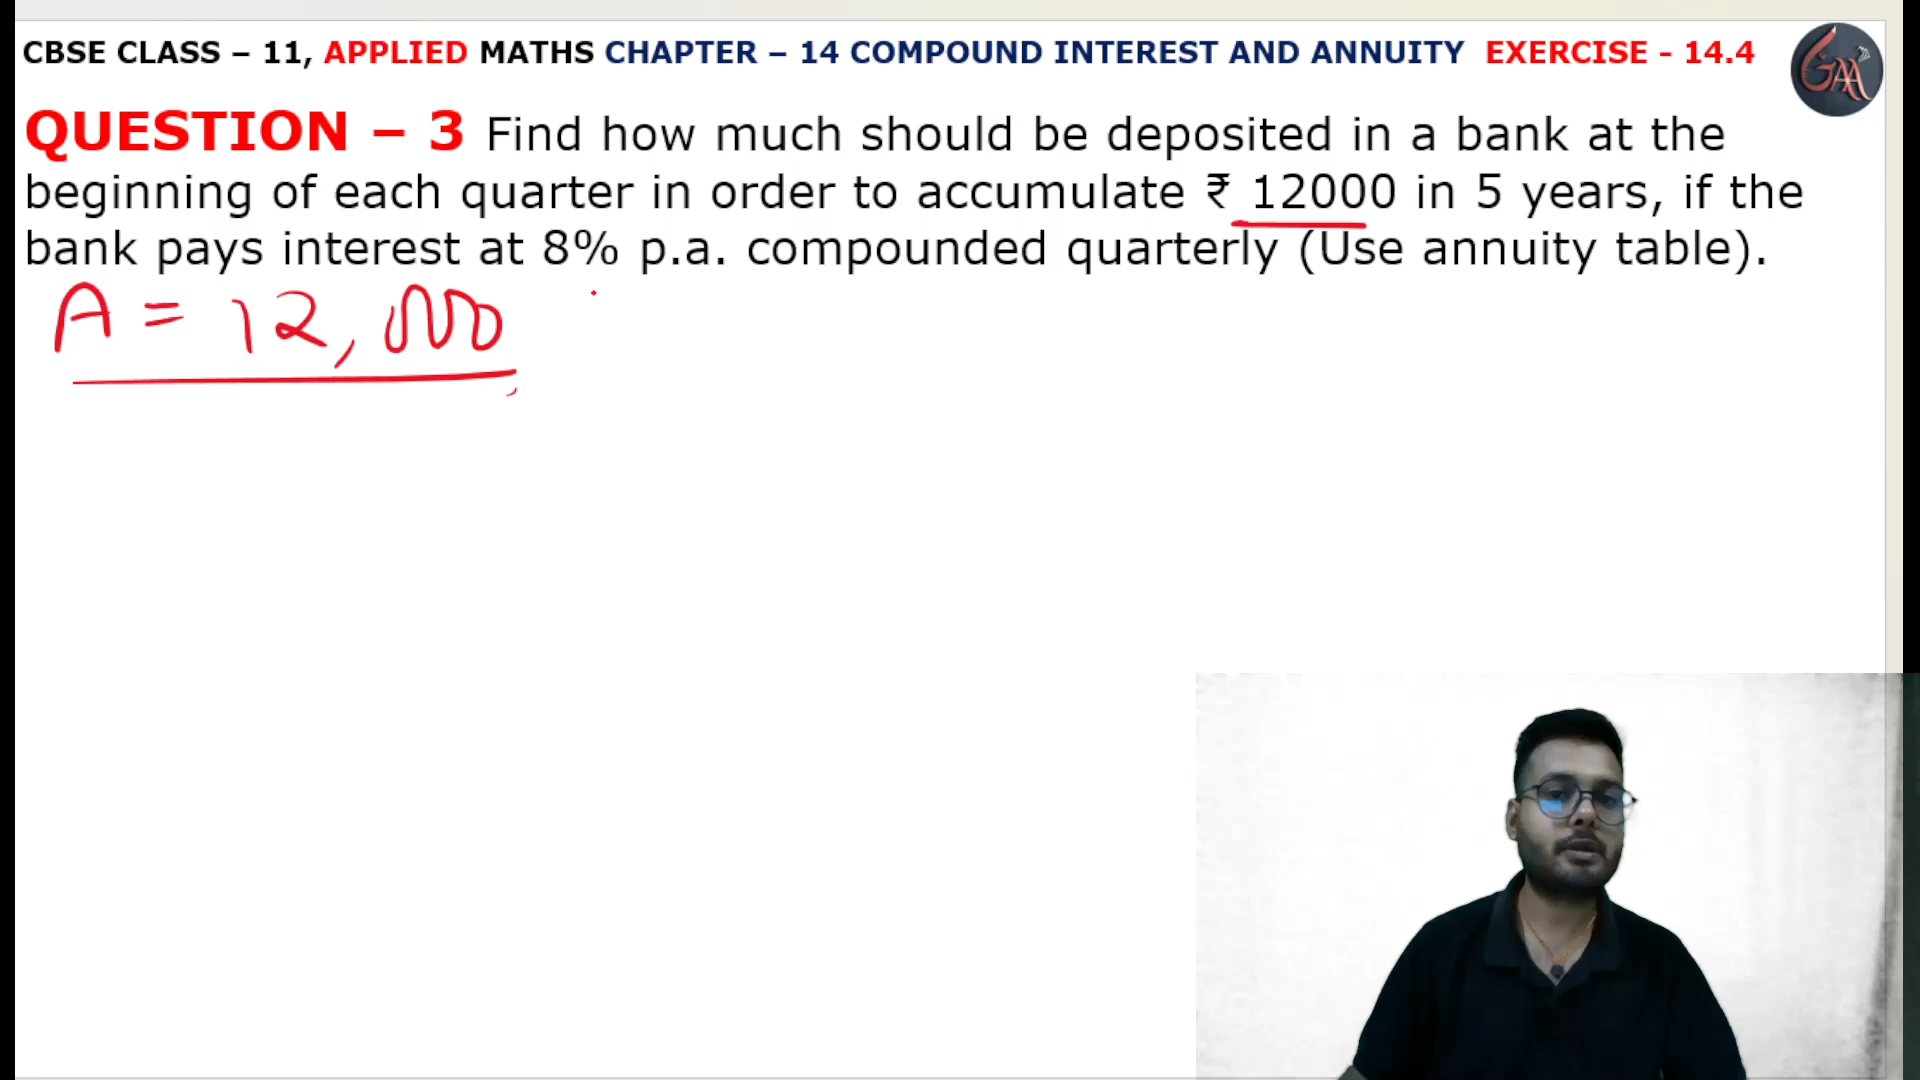 CBSE CLASS – 11, APPLIED MATHS CHAPTER – 14 COMPOUND INTEREST AND ANNUITY EXERCISE - 14.4
QUESTION – 3 Find how much should be deposited in a bank at the
beginning of each quarter in order to accumulate ₹ 12000 in 5 years, if the
bank pays interest at 8% p.a. compounded quarterly (Use annuity table).
A = 12,000